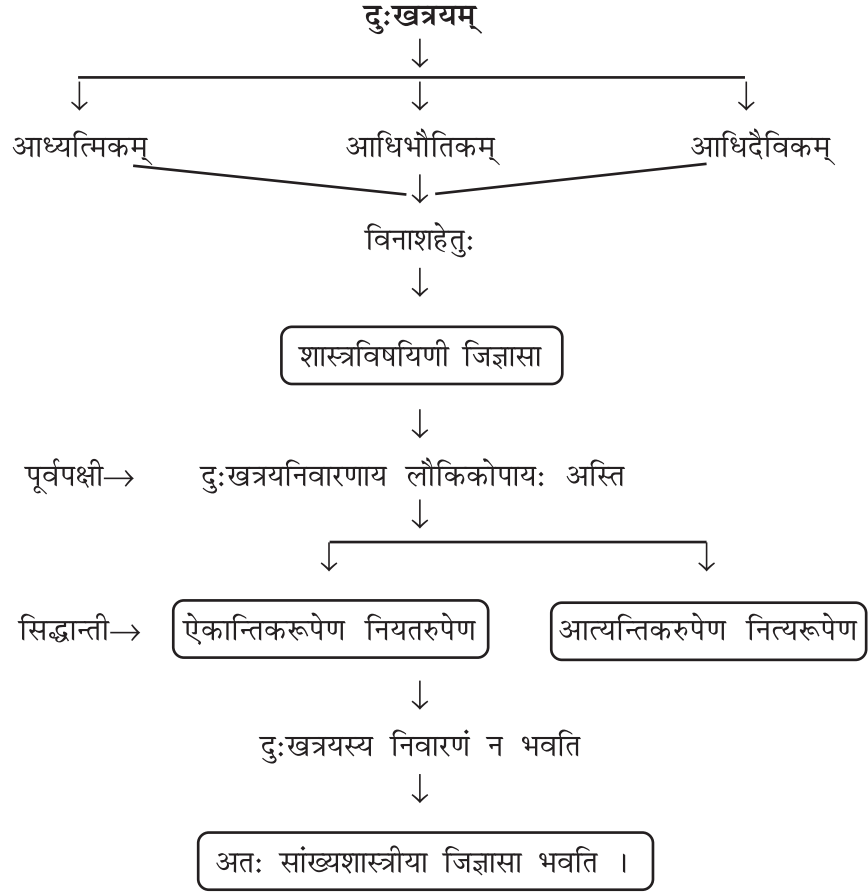 दुःखत्रयम्
आध्यत्मिकम् आधिभौतिकम् आधिदैविकम्
विनाशहेतुः
शास्त्रविषयिणी जिज्ञासा
पूर्वपक्षी→ दुःखत्रयनिवारणाय लौकिकोपायः अस्ति
सिद्धान्ती→ ऐकान्तिकरूपेण नियतरुपेण आत्यन्तिकरुपेण नित्यरूपेण
दुःखत्रयस्य निवारणं न भवति
अतः सांख्यशास्त्रीया जिज्ञासा भवति ।